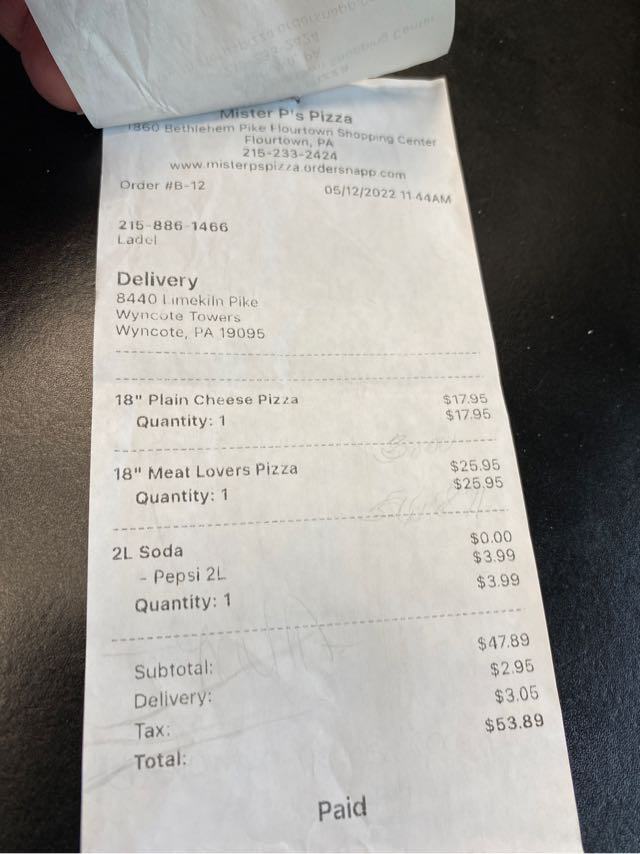 Mister P's Pizza
1860 Bethlehem Pike Flourtown Shopping Center
Flourtown, PA
215-233-2424
www.misterpspizza.ordersnapp.com
Order #B-12 05/12/2022 11:44AM
215-886-1466
Ladel
Delivery
8440 Limekiln Pike
Wyncote Towers
Wyncote, PA 19095
18" Plain Cheese Pizza $17.95
Quantity: 1 $17.95
18" Meat Lovers Pizza $25.95
Quantity: 1 $25.95
2L Soda $0.00
- Pepsi 2L $3.99
Quantity: 1 $3.99
Subtotal: $47.89
Delivery: $2.95
Tax: $3.05
Total: $53.89
Paid